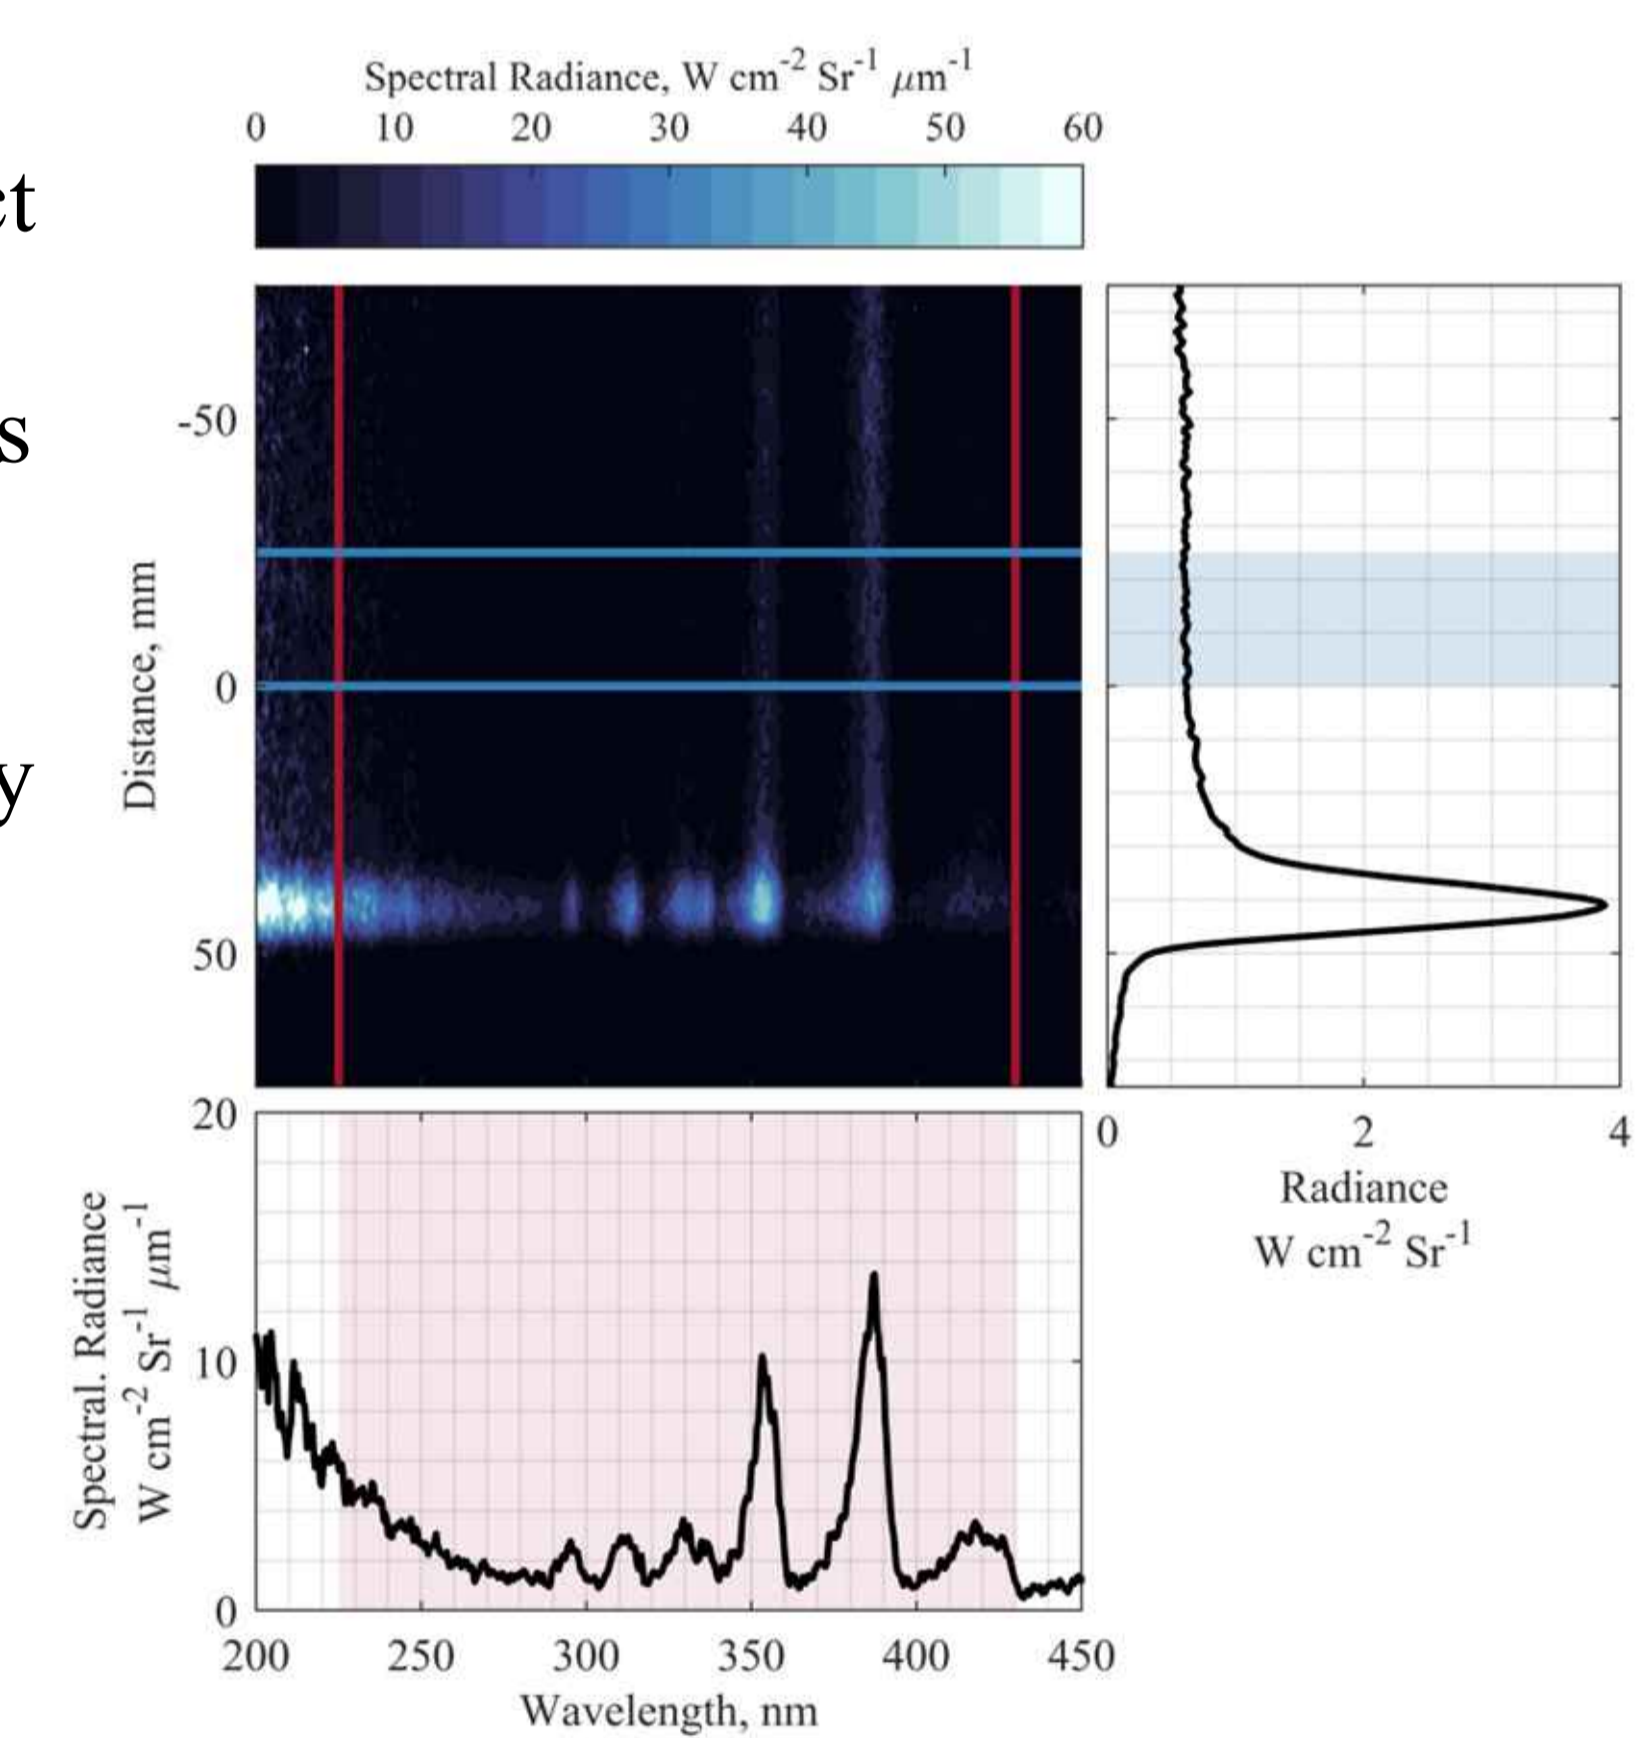 Spectral Radiance, W cm-2 Sr-1 μm-1
0 10 20 30 40 50 60
ct
s
y
Distance, mm
-50
0
50
0 2 4
Radiance
W cm-2 Sr-1
Spectral. Radiance
W cm-2 Sr-1 μm-1
20
10
0
200 250 300 350 400 450
Wavelength, nm